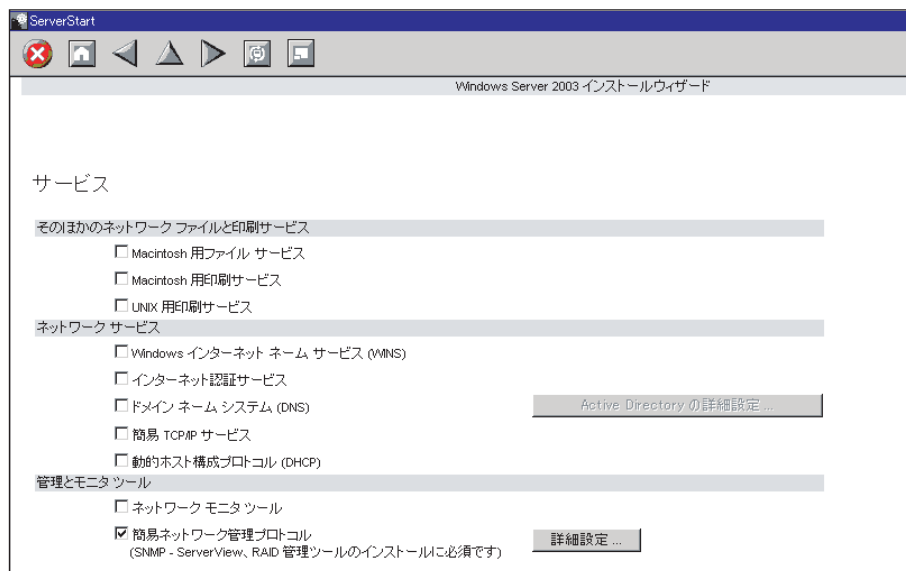 ServerStart
Windows Server 2003 インストールウィザード
サービス
そのほかのネットワーク ファイルと印刷サービス
Macintosh 用ファイル サービス
Macintosh 用印刷サービス
UNIX 用印刷サービス
ネットワーク サービス
Windows インターネット ネーム サービス (WINS)
インターネット認証サービス
ドメイン ネーム システム (DNS)
Active Directory の詳細設定 ...
簡易 TCP/IP サービス
動的ホスト構成プロトコル (DHCP)
管理とモニタ ツール
ネットワーク モニタ ツール
簡易ネットワーク管理プロトコル
(SNMP - ServerView、RAID 管理ツールのインストールに必須です)
詳細設定 ...